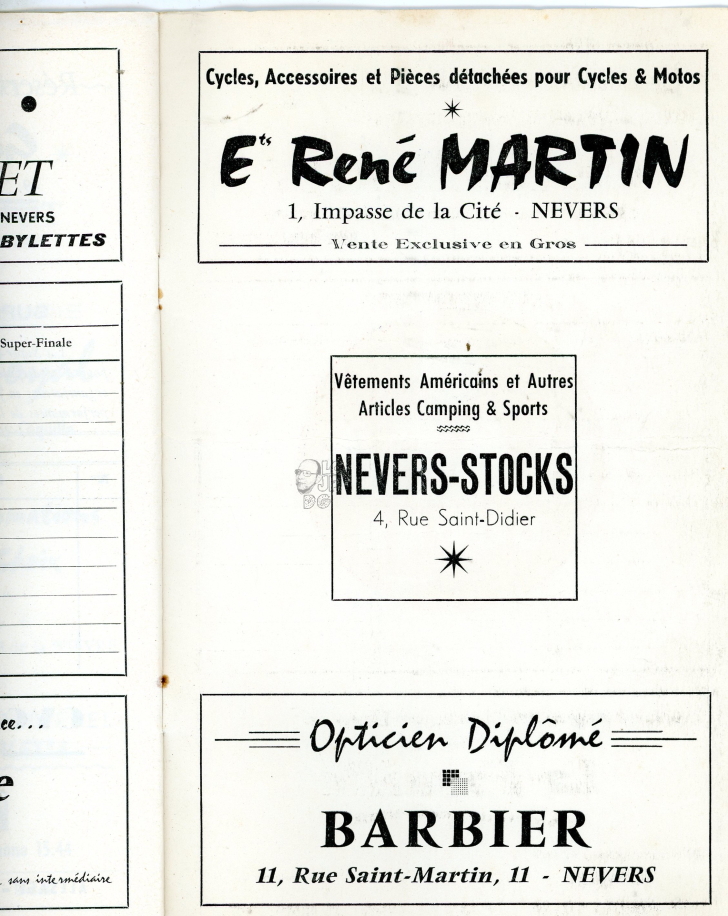 ET
NEVERS
BYLETTES
Super-Finale
ce...
e
sans intermédiaire
Cycles, Accessoires et Pièces détachées pour Cycles & Motos
Ets René MARTIN
1, Impasse de la Cité - NEVERS
Vente Exclusive en Gros
Vêtements Américains et Autres
Articles Camping & Sports
NEVERS-STOCKS
4, Rue Saint-Didier
Opticien Diplômé
BARBIER
11, Rue Saint-Martin, 11 - NEVERS